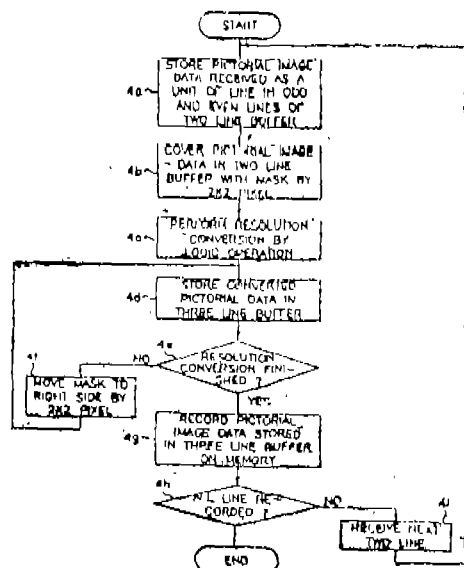 START
4a
STORE PICTORIAL IMAGE
DATA RECEIVED AS A
UNIT OF LINE IN ODD
AND EVEN LINES OF
TWO LINE BUFFER
4b
COVER PICTORIAL IMAGE
DATA IN TWO LINE
BUFFER WITH MASK BY
2X2 PIXEL
4c
PERFORM RESOLUTION
CONVERSION BY
LOGIC OPERATION
4d
STORE CONVERTED
PICTORIAL DATA IN
THREE LINE BUFFER
4e
RESOLUTION
CONVERSION FINI-
SHED ?
NO
4f
MOVE MASK TO
RIGHT SIDE BY
2X2 PIXEL
YES
4g
RECORD PICTORIAL
IMAGE DATA STORED
IN THREE LINE BUFFER
ON MEMORY
4h
ALL LINE RE-
CORDED ?
NO
4i
RECEIVE NEXT
TWO LINE
END